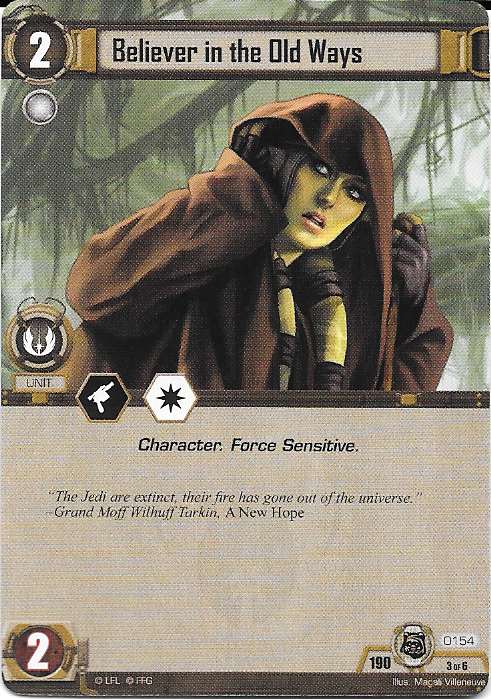 2
Believer in the Old Ways
UNIT
Character. Force Sensitive.
"The Jedi are extinct, their fire has gone out of the universe."
–Grand Moff Wilhuff Tarkin, A New Hope
2
190
0154
3 OF 6
© LFL © FFG
Illus. Magali Villeneuve